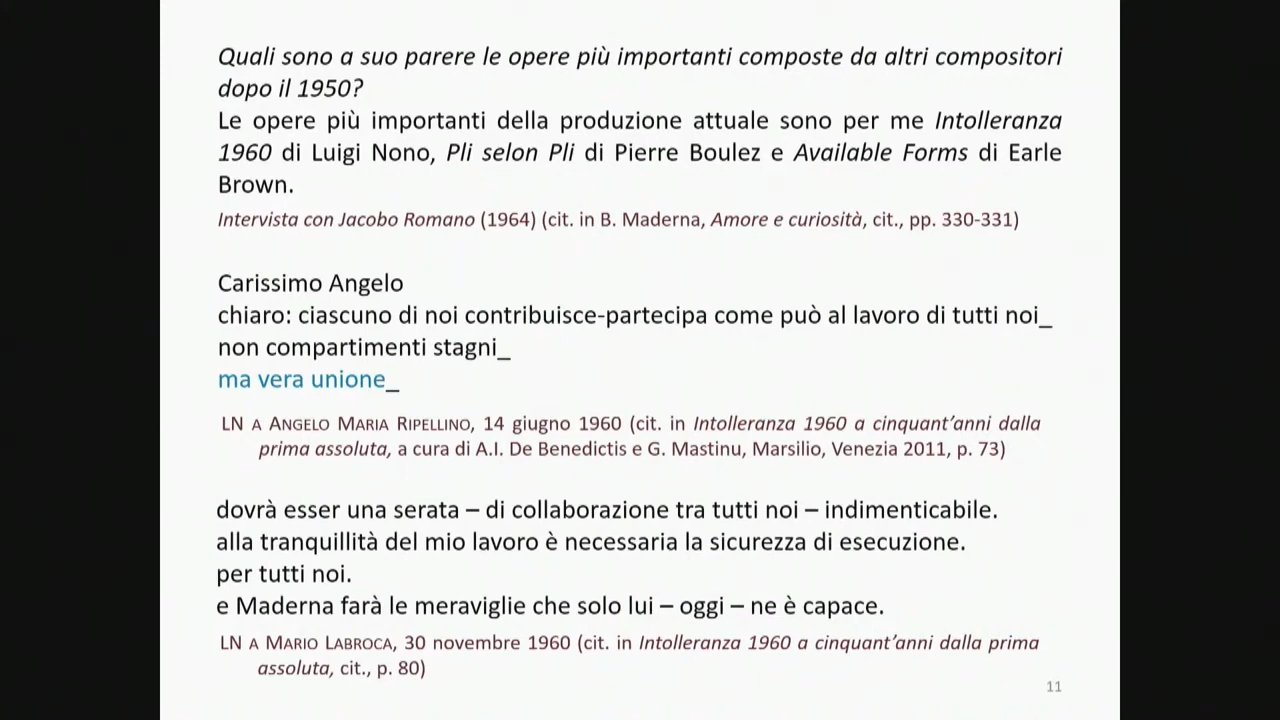 Quali sono a suo parere le opere più importanti composte da altri compositori
dopo il 1950?
Le opere più importanti della produzione attuale sono per me Intolleranza
1960 di Luigi Nono, Pli selon Pli di Pierre Boulez e Available Forms di Earle
Brown.
Intervista con Jacobo Romano (1964) (cit. in B. Maderna, Amore e curiosità, cit., pp. 330-331)
Carissimo Angelo
chiaro: ciascuno di noi contribuisce-partecipa come può al lavoro di tutti noi_
non compartimenti stagni_
ma vera unione_
LN A ANGELO MARIA RIPELLINO, 14 giugno 1960 (cit. in Intolleranza 1960 a cinquant'anni dalla
prima assoluta, a cura di A.I. De Benedictis e G. Mastinu, Marsilio, Venezia 2011, p. 73)
dovrà esser una serata – di collaborazione tra tutti noi – indimenticabile.
alla tranquillità del mio lavoro è necessaria la sicurezza di esecuzione.
per tutti noi.
e Maderna farà le meraviglie che solo lui – oggi – ne è capace.
LN A MARIO LABROCA, 30 novembre 1960 (cit. in Intolleranza 1960 a cinquant'anni dalla prima
assoluta, cit., p. 80)
11